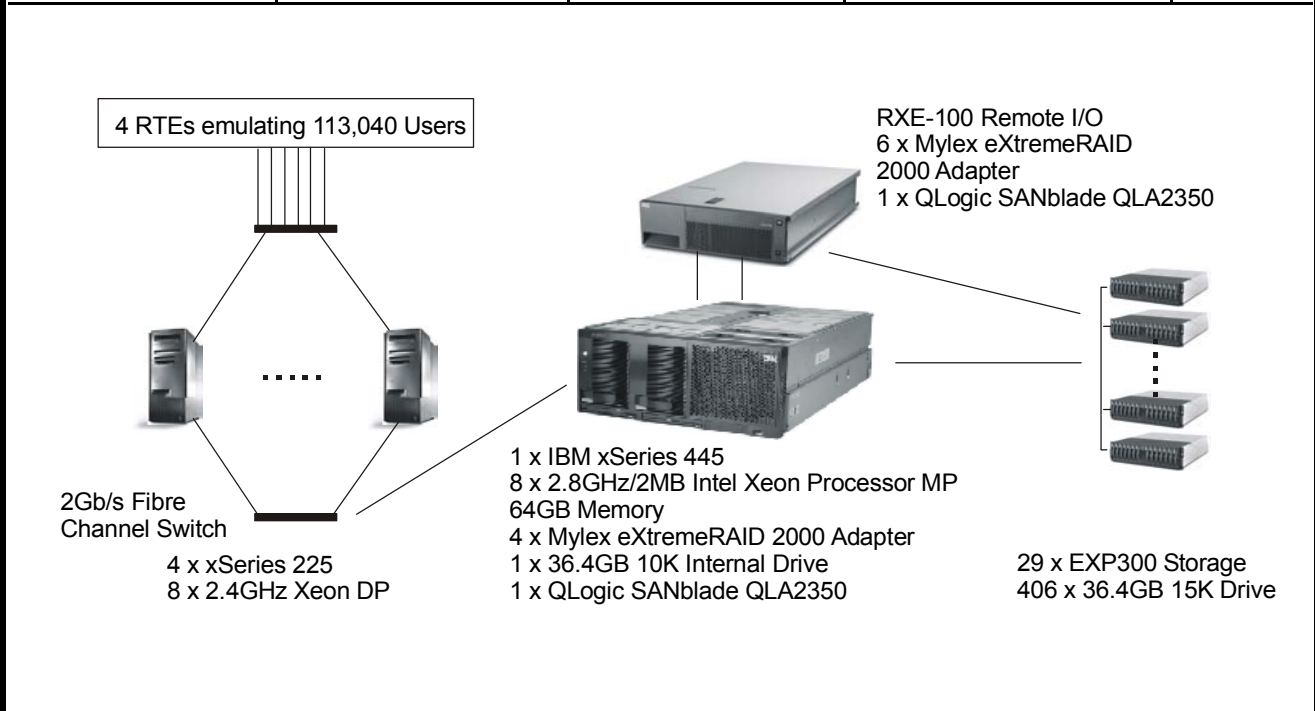 4 RTEs emulating 113,040 Users
RXE-100 Remote I/O
6 x Mylex eXtremeRAID
2000 Adapter
1 x QLogic SANblade QLA2350
2Gb/s Fibre
Channel Switch
4 x xSeries 225
8 x 2.4GHz Xeon DP
1 x IBM xSeries 445
8 x 2.8GHz/2MB Intel Xeon Processor MP
64GB Memory
4 x Mylex eXtremeRAID 2000 Adapter
1 x 36.4GB 10K Internal Drive
1 x QLogic SANblade QLA2350
29 x EXP300 Storage
406 x 36.4GB 15K Drive